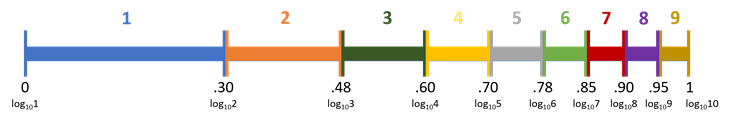 1 2 3 4 5 6 7 8 9
0 .30 .48 .60 .70 .78 .85 .90 .95 1
log₁₀1 log₁₀2 log₁₀3 log₁₀4 log₁₀5 log₁₀6 log₁₀7 log₁₀8 log₁₀9 log₁₀10